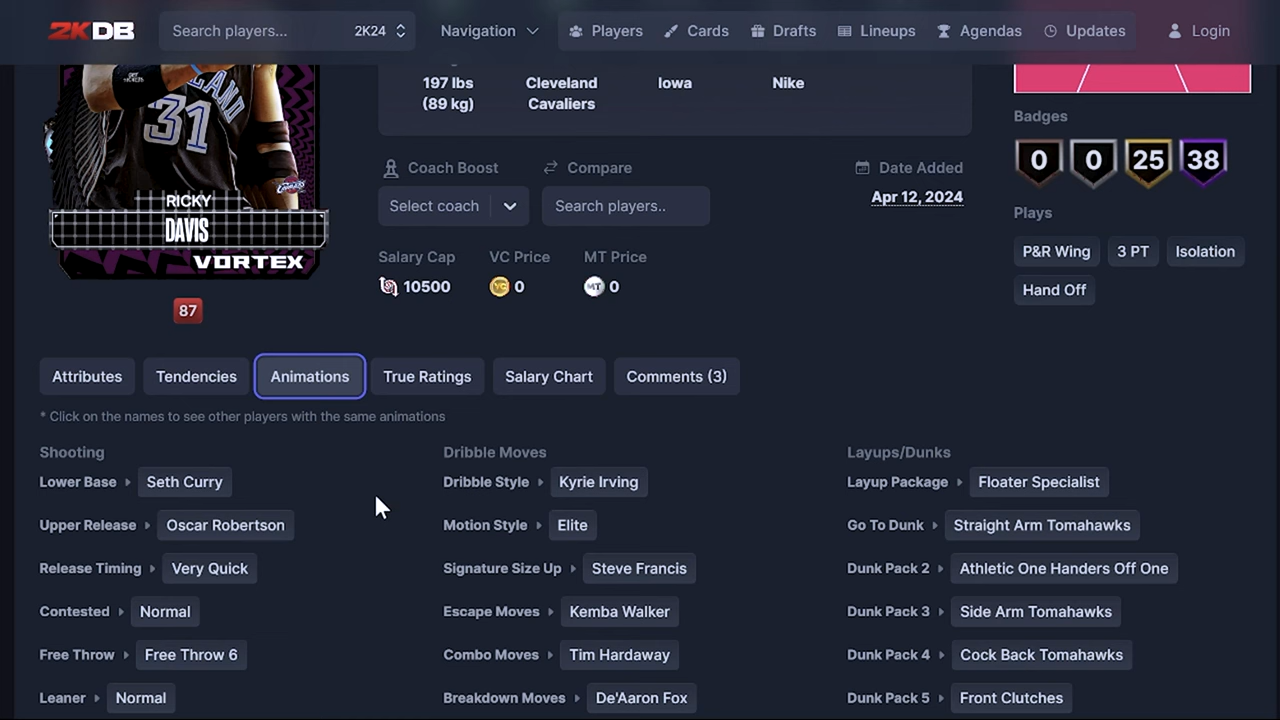 2KDB
Search players...
2K24
Navigation
Players
Cards
Drafts
Lineups
Agendas
Updates
Login
31
RICKY
DAVIS
VORTEX
87
197 lbs
(89 kg)
Cleveland
Cavaliers
Iowa
Nike
Coach Boost
Select coach
Compare
Search players..
Date Added
Apr 12, 2024
Salary Cap
10500
VC Price
VC 0
MT Price
MT 0
Badges
0 0 25 38
Plays
P&R Wing
3 PT
Isolation
Hand Off
Attributes
Tendencies
Animations
True Ratings
Salary Chart
Comments (3)
* Click on the names to see other players with the same animations
Shooting
Lower Base Seth Curry
Upper Release Oscar Robertson
Release Timing Very Quick
Contested Normal
Free Throw Free Throw 6
Leaner Normal
Dribble Moves
Dribble Style Kyrie Irving
Motion Style Elite
Signature Size Up Steve Francis
Escape Moves Kemba Walker
Combo Moves Tim Hardaway
Breakdown Moves De'Aaron Fox
Layups/Dunks
Layup Package Floater Specialist
Go To Dunk Straight Arm Tomahawks
Dunk Pack 2 Athletic One Handers Off One
Dunk Pack 3 Side Arm Tomahawks
Dunk Pack 4 Cock Back Tomahawks
Dunk Pack 5 Front Clutches